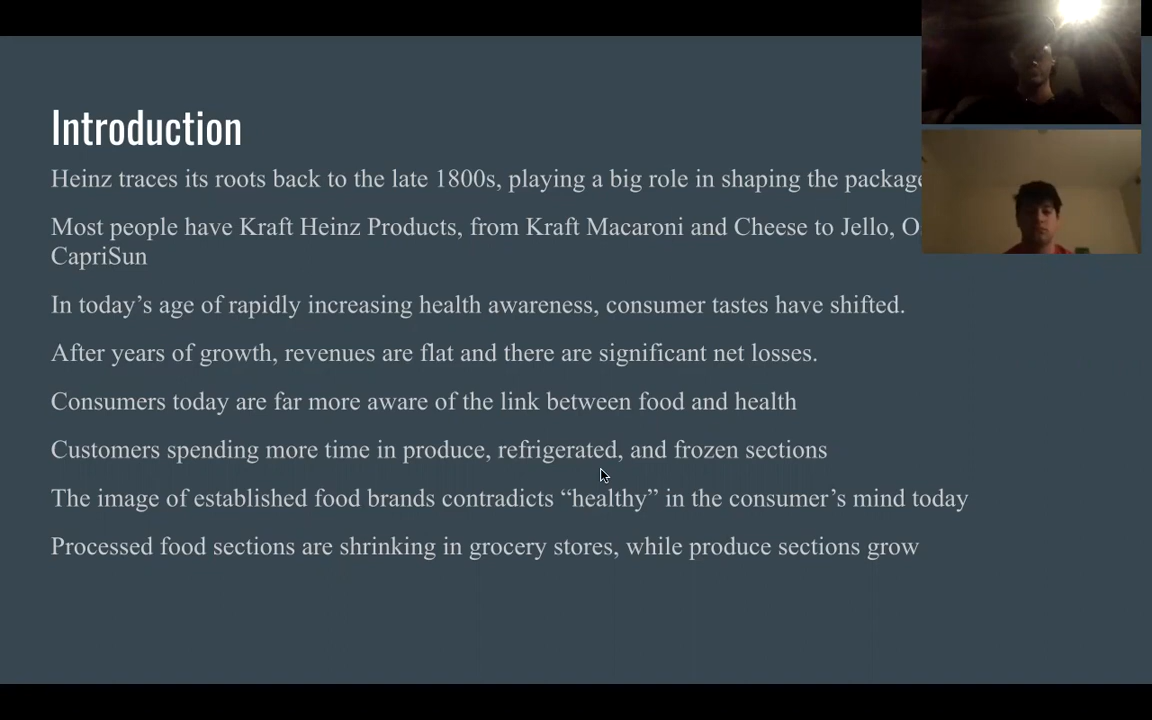 Introduction
Heinz traces its roots back to the late 1800s, playing a big role in shaping the
Most people have Kraft Heinz Products, from Kraft Macaroni and Cheese to Jello,
CapriSun
In today’s age of rapidly increasing health awareness, consumer tastes have shifted.
After years of growth, revenues are flat and there are significant net losses.
Consumers today are far more aware of the link between food and health
Customers spending more time in produce, refrigerated, and frozen sections
The image of established food brands contradicts “healthy” in the consumer’s mind today
Processed food sections are shrinking in grocery stores, while produce sections grow